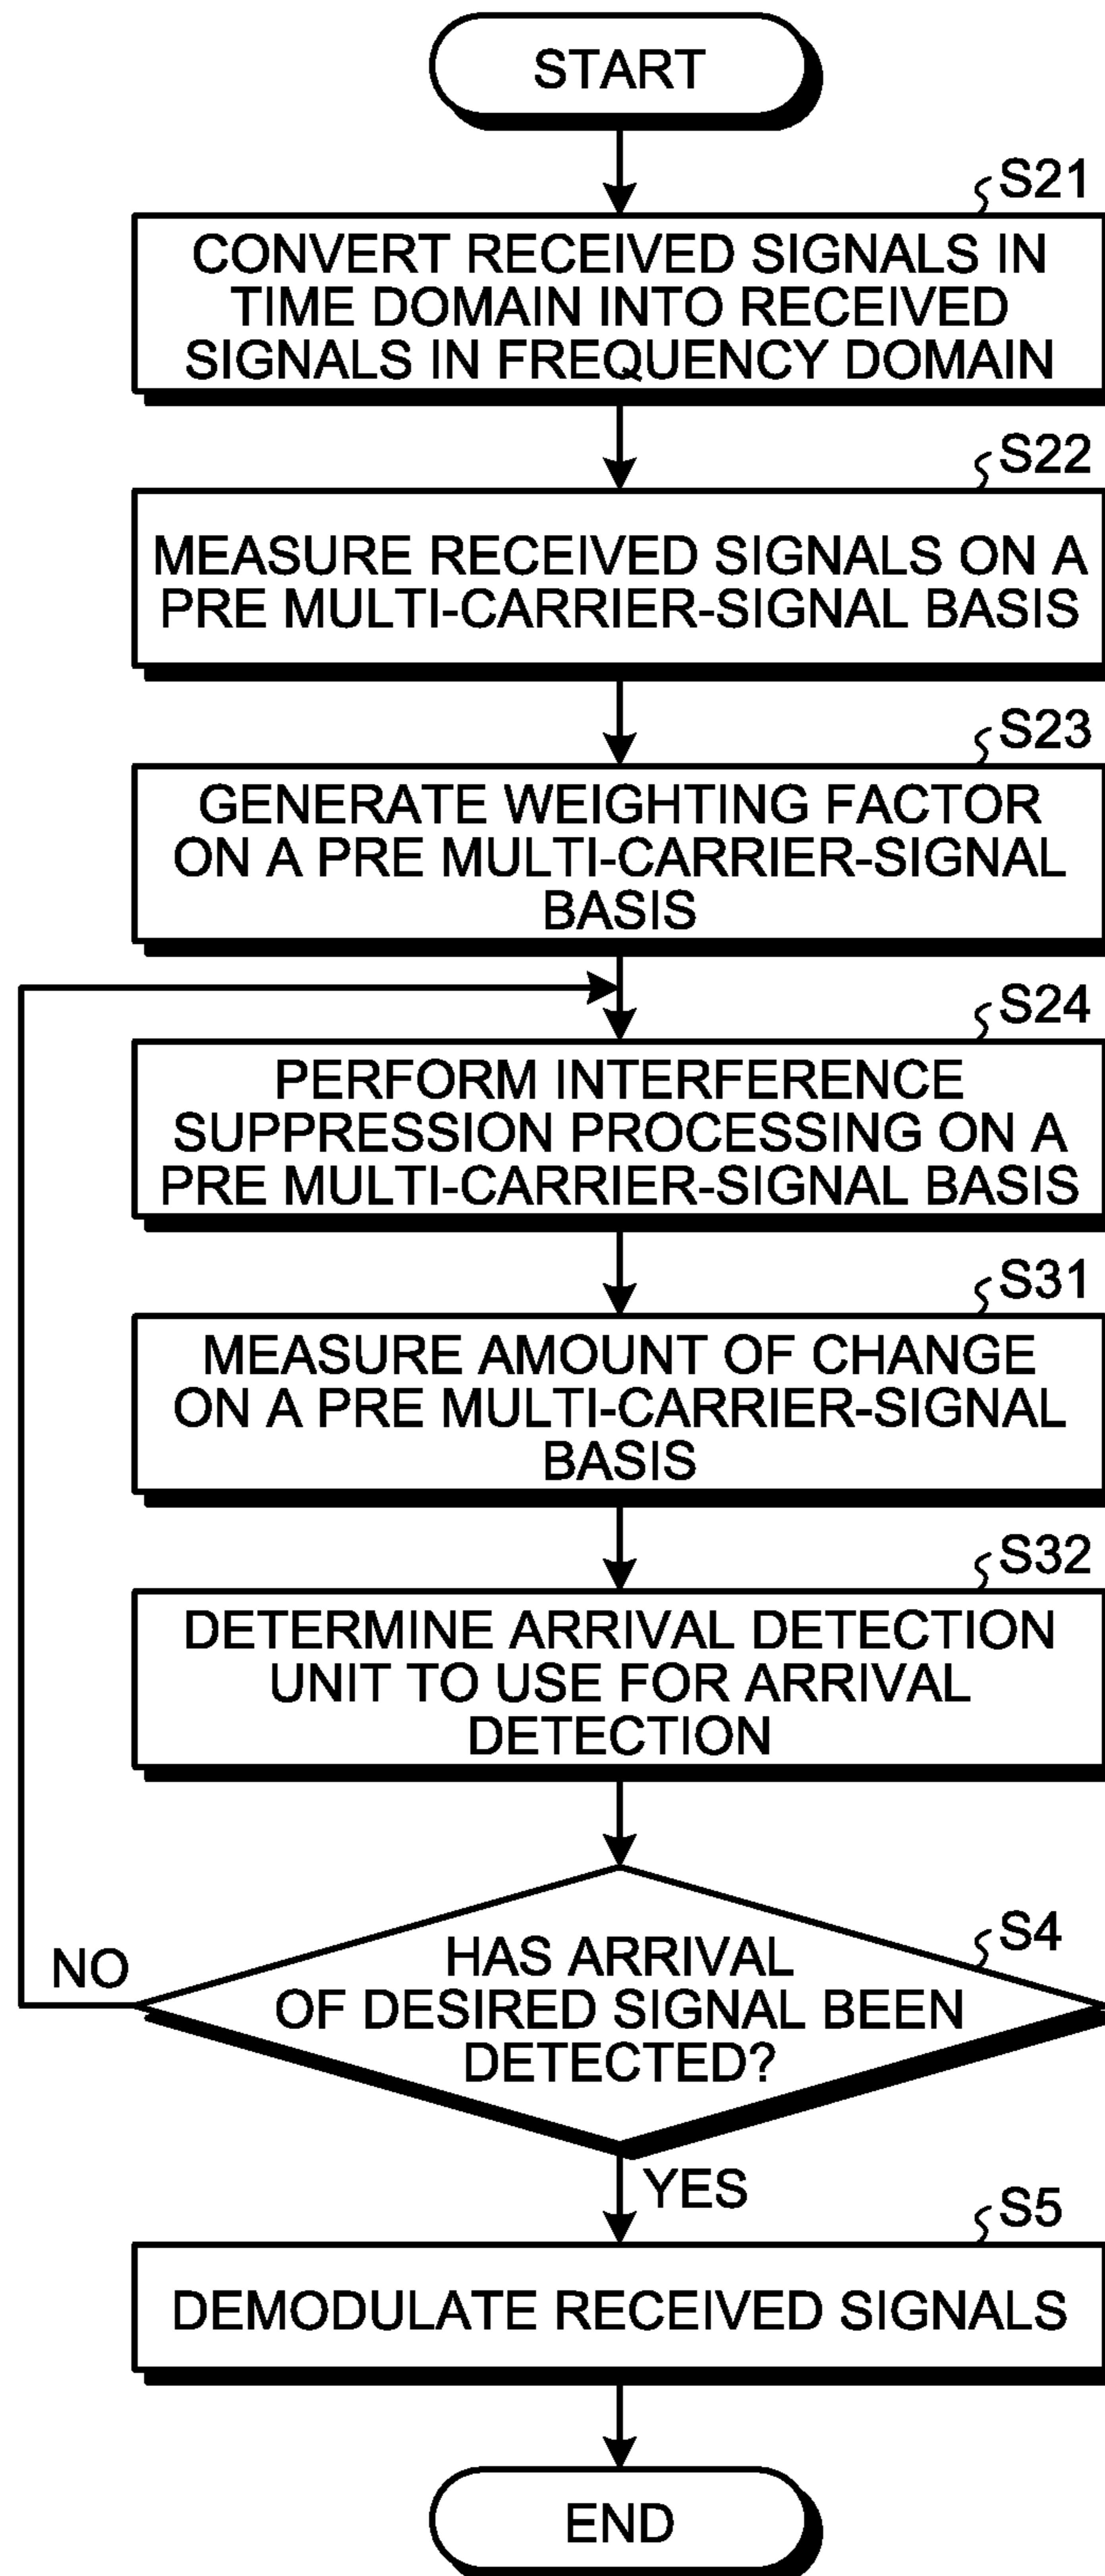 START
S21
CONVERT RECEIVED SIGNALS IN
TIME DOMAIN INTO RECEIVED
SIGNALS IN FREQUENCY DOMAIN
S22
MEASURE RECEIVED SIGNALS ON A
PRE MULTI-CARRIER-SIGNAL BASIS
S23
GENERATE WEIGHTING FACTOR
ON A PRE MULTI-CARRIER-SIGNAL
BASIS
S24
PERFORM INTERFERENCE
SUPPRESSION PROCESSING ON A
PRE MULTI-CARRIER-SIGNAL BASIS
S31
MEASURE AMOUNT OF CHANGE
ON A PRE MULTI-CARRIER-SIGNAL
BASIS
S32
DETERMINE ARRIVAL DETECTION
UNIT TO USE FOR ARRIVAL
DETECTION
S4
HAS ARRIVAL
OF DESIRED SIGNAL BEEN
DETECTED?
NO
YES
S5
DEMODULATE RECEIVED SIGNALS
END